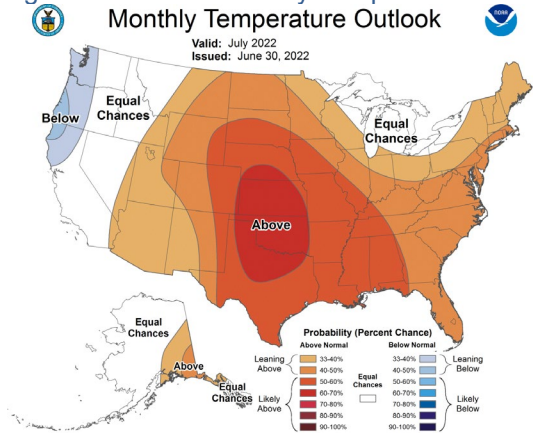 Monthly Temperature Outlook
Valid: July 2022
Issued: June 30, 2022
NOAA
Below
Equal
Chances
Equal
Chances
Above
Equal
Chances
Above
Equal
Chances
Probability (Percent Chance)
Above Normal
Below Normal
Leaning
Above
33-40%
40-50%
Likely
Above
50-60%
60-70%
70-80%
80-90%
90-100%
Equal
Chances
33-40%
40-50%
Leaning
Below
50-60%
60-70%
70-80%
80-90%
90-100%
Likely
Below